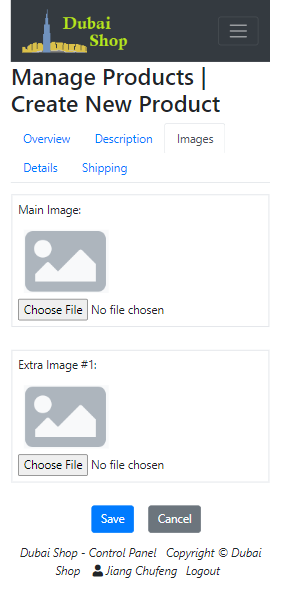 Dubai
Shop
Manage Products |
Create New Product
Overview Description Images
Details Shipping
Main Image:
Choose File No file chosen
Extra Image #1:
Choose File No file chosen
Save Cancel
Dubai Shop - Control Panel Copyright © Dubai
Shop Jiang Chufeng Logout